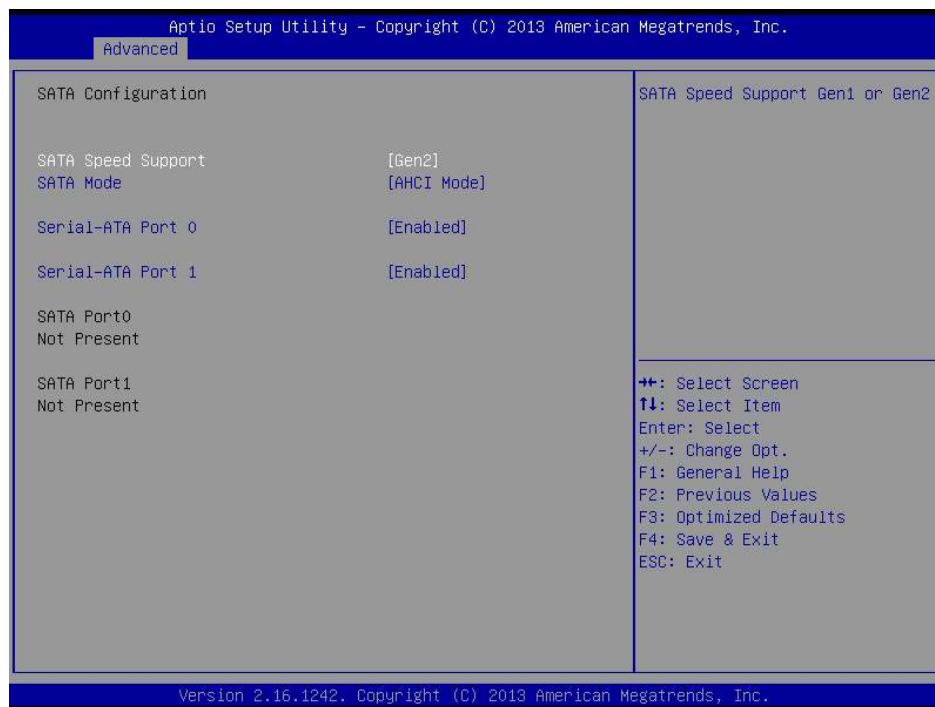 Aptio Setup Utility – Copyright (C) 2013 American Megatrends, Inc.
Advanced
SATA Configuration
SATA Speed Support [Gen2]
SATA Mode [AHCI Mode]
Serial-ATA Port 0 [Enabled]
Serial-ATA Port 1 [Enabled]
SATA Port0
Not Present
SATA Port1
Not Present
SATA Speed Support Gen1 or Gen2
→←: Select Screen
↑↓: Select Item
Enter: Select
+/-: Change Opt.
F1: General Help
F2: Previous Values
F3: Optimized Defaults
F4: Save & Exit
ESC: Exit
Version 2.16.1242. Copyright (C) 2013 American Megatrends, Inc.